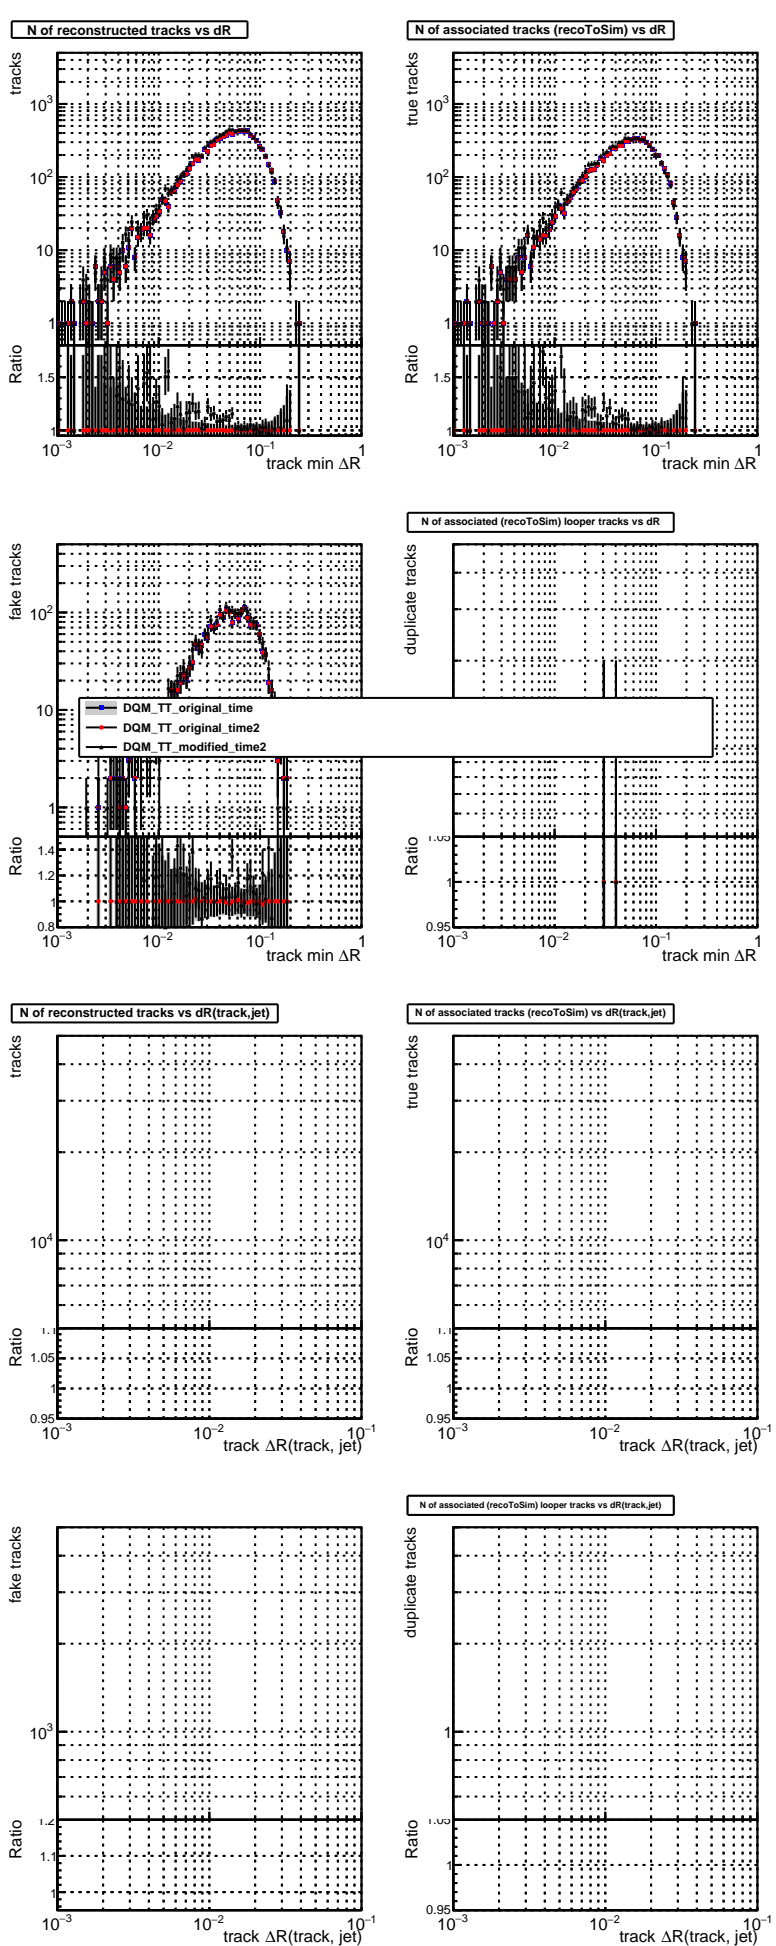 N of reconstructed tracks vs dR
tracks
10³
10²
10
1
Ratio
1.5
1
10⁻³
10⁻²
10⁻¹
1
track min ΔR
N of associated tracks (recoToSim) vs dR
true tracks
10³
10²
10
1
Ratio
1.5
1
10⁻³
10⁻²
10⁻¹
1
track min ΔR
fake tracks
10²
10
1
Ratio
1.4
1.2
1
0.8
10⁻³
10⁻²
10⁻¹
1
track min ΔR
N of associated (recoToSim) looper tracks vs dR
duplicate tracks
Ratio
1.05
1
0.95
10⁻³
10⁻²
10⁻¹
1
track min ΔR
DQM_TT_original_time
DQM_TT_original_time2
DQM_TT_modified_time2
N of reconstructed tracks vs dR(track,jet)
tracks
10⁴
Ratio
1.1
1.05
1
0.95
10⁻³
10⁻²
10⁻¹
track ΔR(track, jet)
N of associated tracks (recoToSim) vs dR(track,jet)
true tracks
10⁴
Ratio
1.1
1.05
1
0.95
10⁻³
10⁻²
10⁻¹
track ΔR(track, jet)
fake tracks
10³
Ratio
1.2
1.1
1
10⁻³
10⁻²
10⁻¹
track ΔR(track, jet)
N of associated (recoToSim) looper tracks vs dR(track,jet)
duplicate tracks
1
Ratio
1.05
1
0.95
10⁻³
10⁻²
10⁻¹
track ΔR(track, jet)